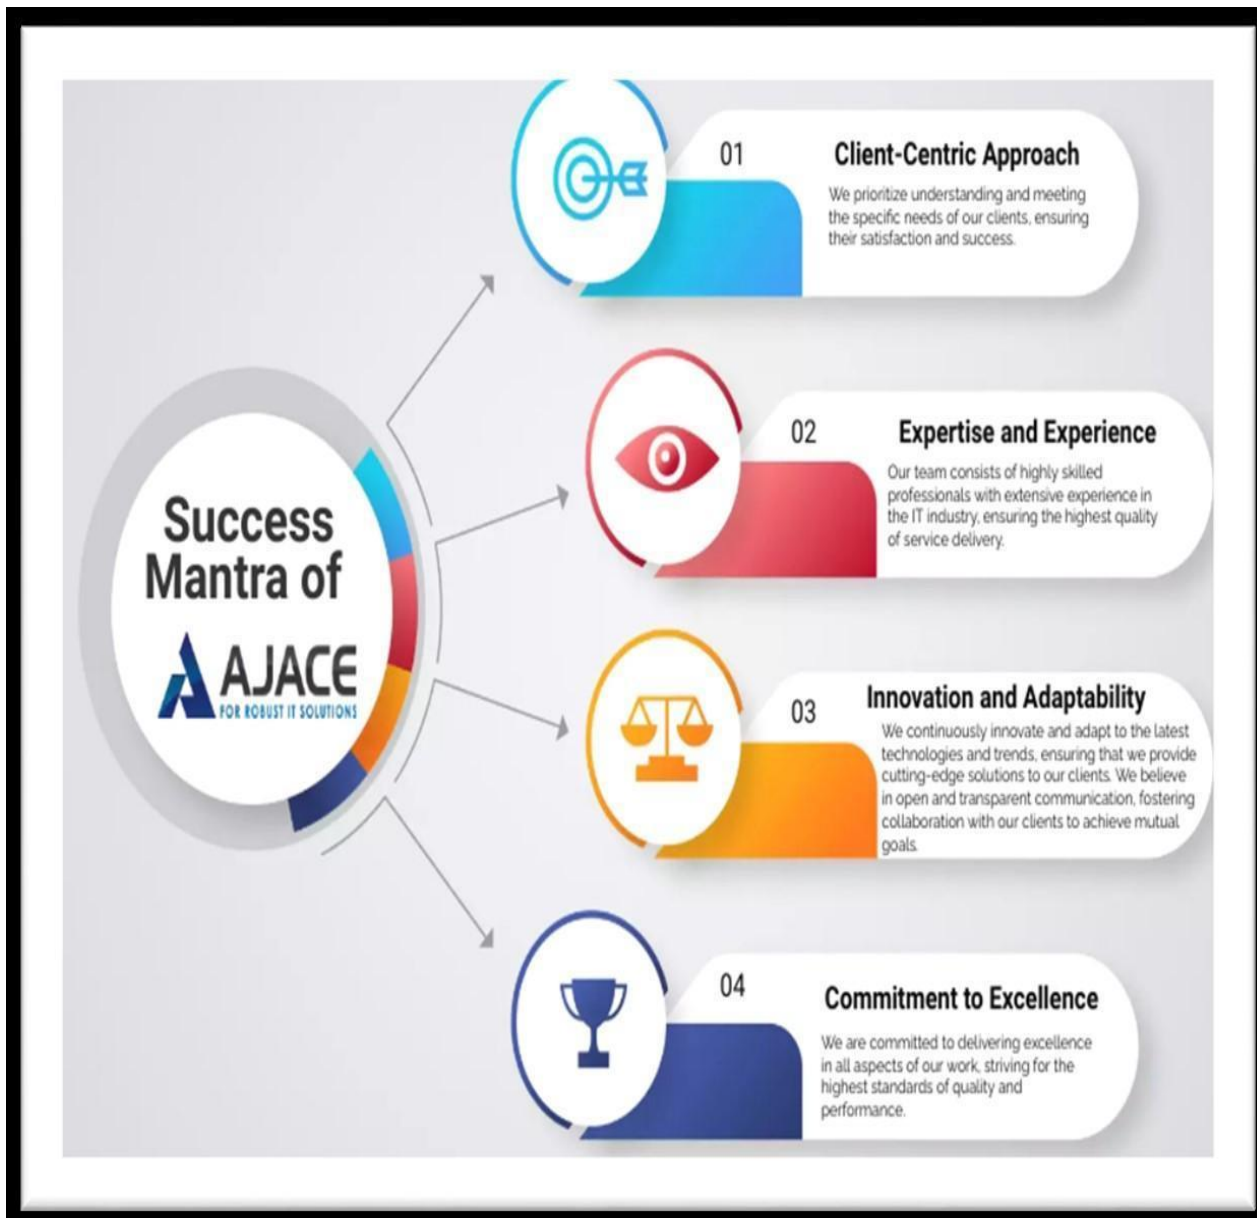 Success
Mantra of
AJACE
FOR ROBUST IT SOLUTIONS
01
Client-Centric Approach
We prioritize understanding and meeting
the specific needs of our clients, ensuring
their satisfaction and success.
02
Expertise and Experience
Our team consists of highly skilled
professionals with extensive experience in
the IT industry, ensuring the highest quality
of service delivery.
03
Innovation and Adaptability
We continuously innovate and adapt to the latest
technologies and trends, ensuring that we provide
cutting-edge solutions to our clients. We believe
in open and transparent communication, fostering
collaboration with our clients to achieve mutual
goals.
04
Commitment to Excellence
We are committed to delivering excellence
in all aspects of our work, striving for the
highest standards of quality and
performance.